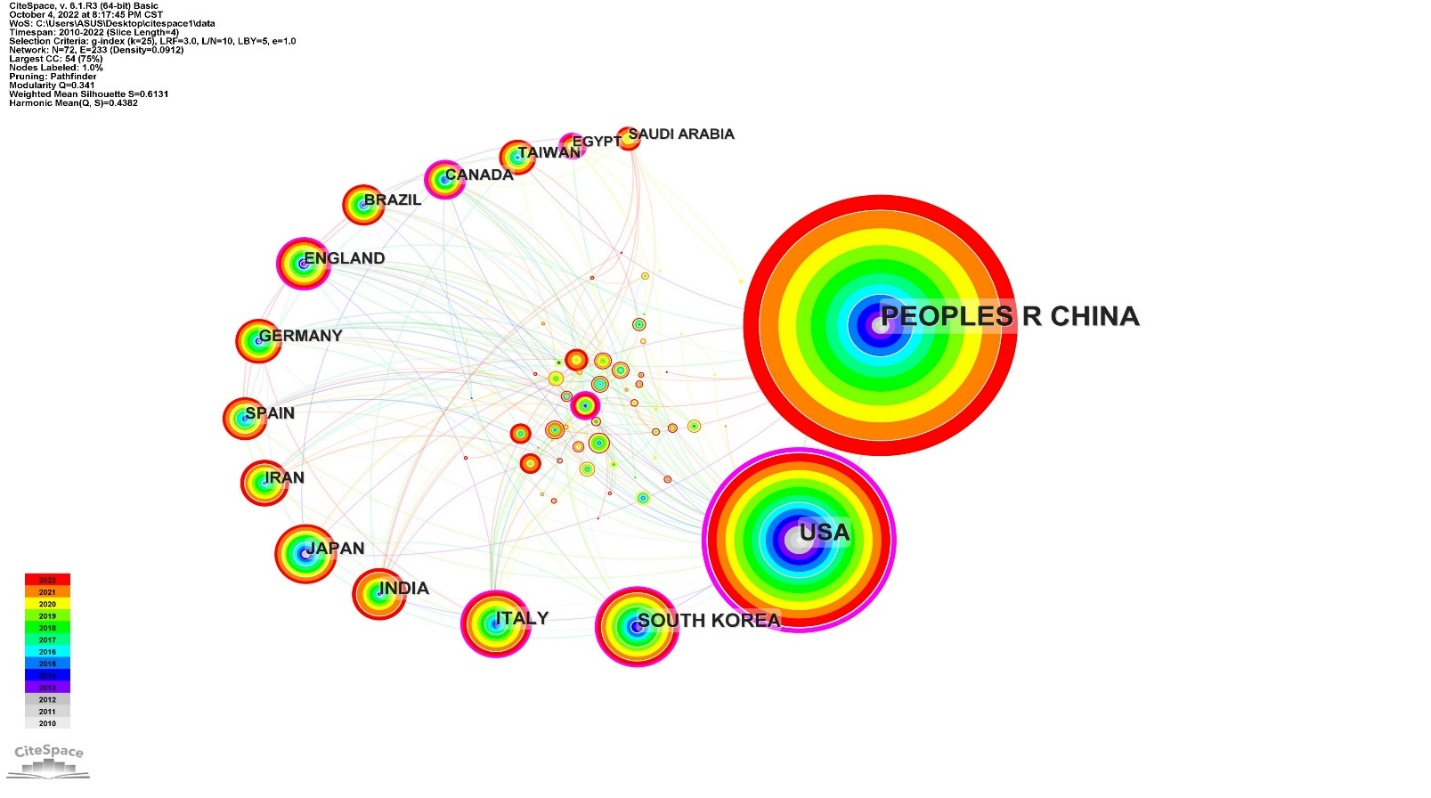 CiteSpace, v. 6.1.R3 (64-bit) Basic
October 4, 2022 at 8:17:45 PM CST
WoS: C:\Users\ASUS\Desktop\citespace1\data
Timespan: 2010-2022 (Slice Length=4)
Selection Criteria: g-index (k=25), LRF=3.0, L/N=10, LBY=5, e=1.0
Network: N=72, E=233 (Density=0.0912)
Largest CC: 54 (75%)
Nodes Labeled: 1.0%
Pruning: Pathfinder
Modularity Q=0.341
Weighted Mean Silhouette S=0.6131
Harmonic Mean(Q, S)=0.4382
SAUDI ARABIA
EGYPT
TAIWAN
CANADA
BRAZIL
ENGLAND
PEOPLES R CHINA
GERMANY
SPAIN
IRAN
USA
JAPAN
INDIA
ITALY
SOUTH KOREA
2022
2021
2020
2019
2018
2017
2016
2015
2014
2013
2012
2011
2010
CiteSpace